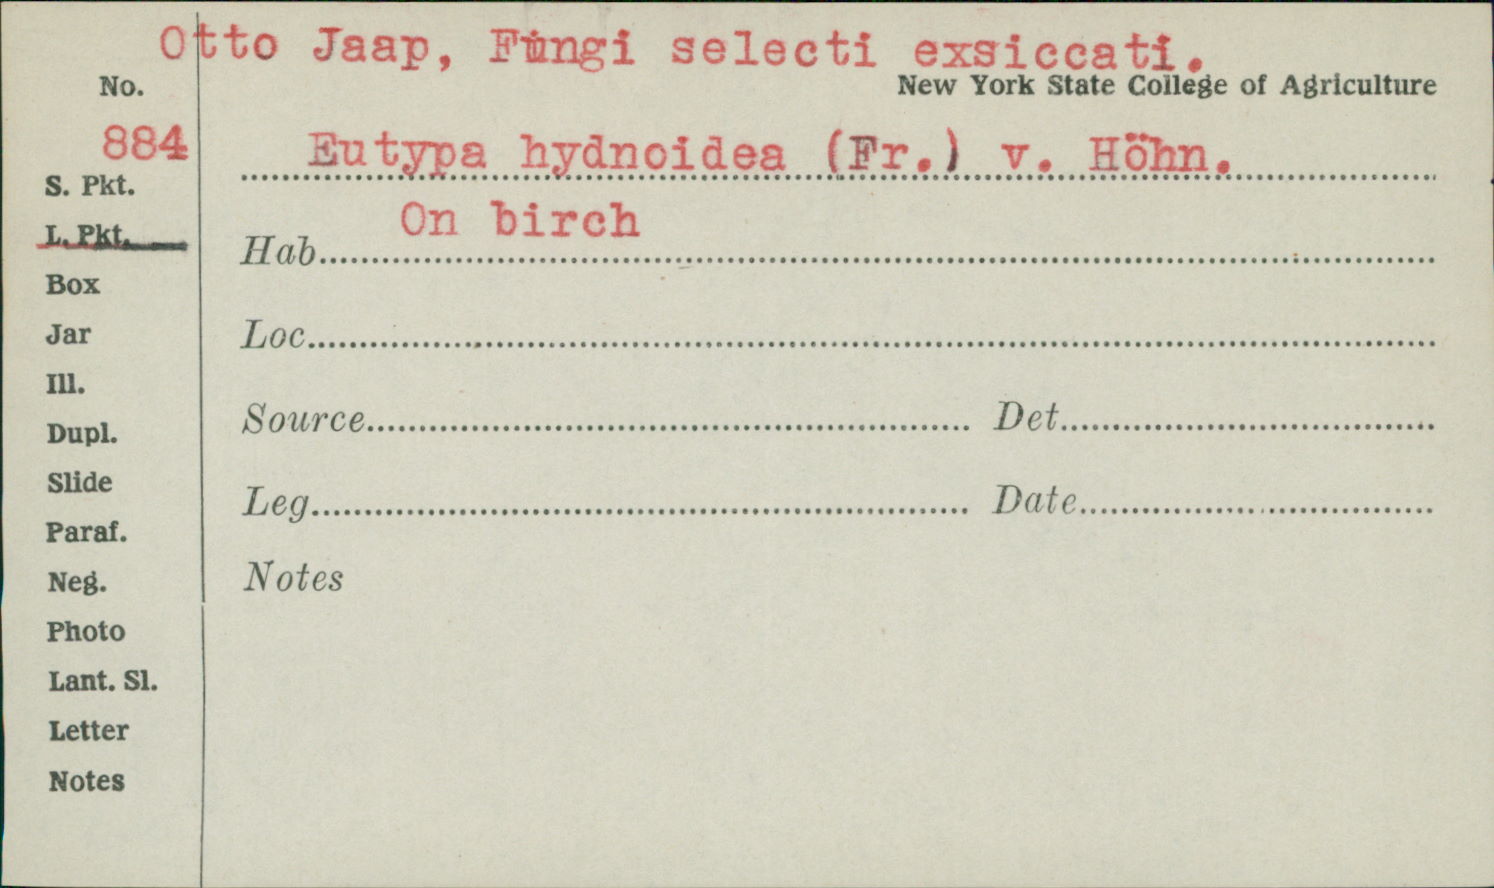 Otto Jaap, Fungi selecti exsiccati.
No.
New York State College of Agriculture
884
Eutypa hydnoidea (Fr.) v. Höhn.
S. Pkt.
On birch
L. Pkt.
Hab
Box
Loc
Jar
Ill.
Source Det
Dupl.
Slide
Leg Date
Paraf.
Notes
Neg.
Photo
Lant. Sl.
Letter
Notes